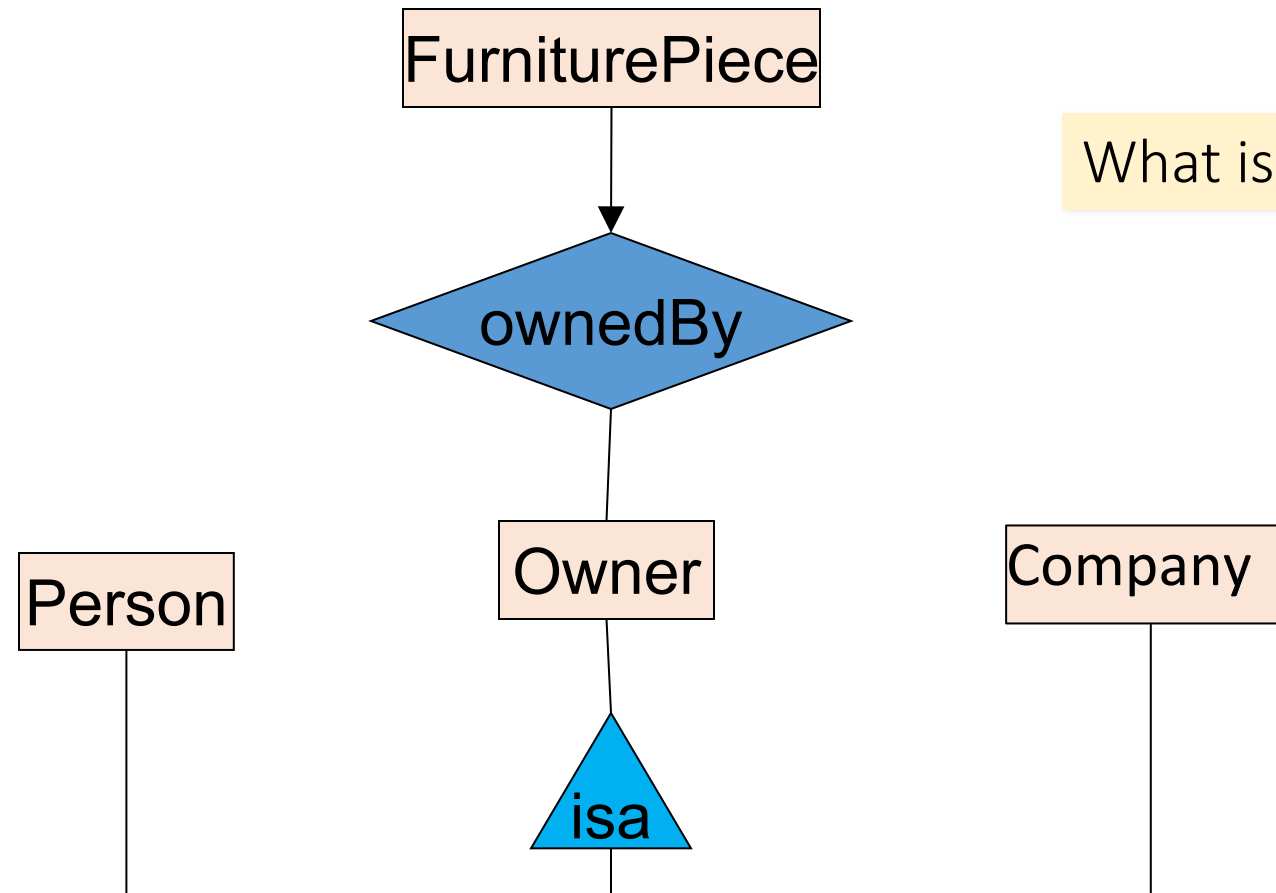 FurniturePiece
What is
ownedBy
Owner
Company
Person
isa